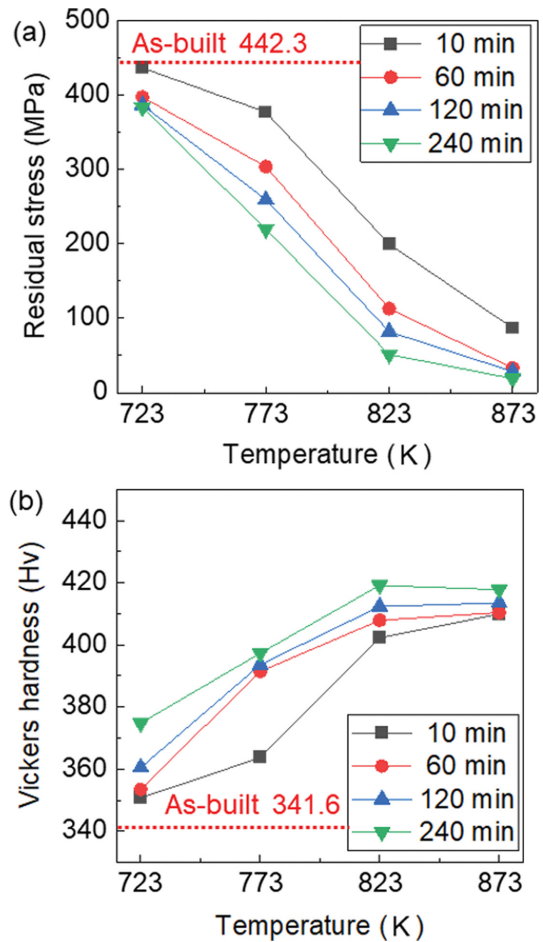 (a)
500
400
300
200
100
0
Residual stress (MPa)
As-built 442.3
10 min
60 min
120 min
240 min
723 773 823 873
Temperature (K)
(b)
440
420
400
380
360
340
Vickers hardness (Hv)
10 min
60 min
120 min
240 min
As-built 341.6
723 773 823 873
Temperature (K)